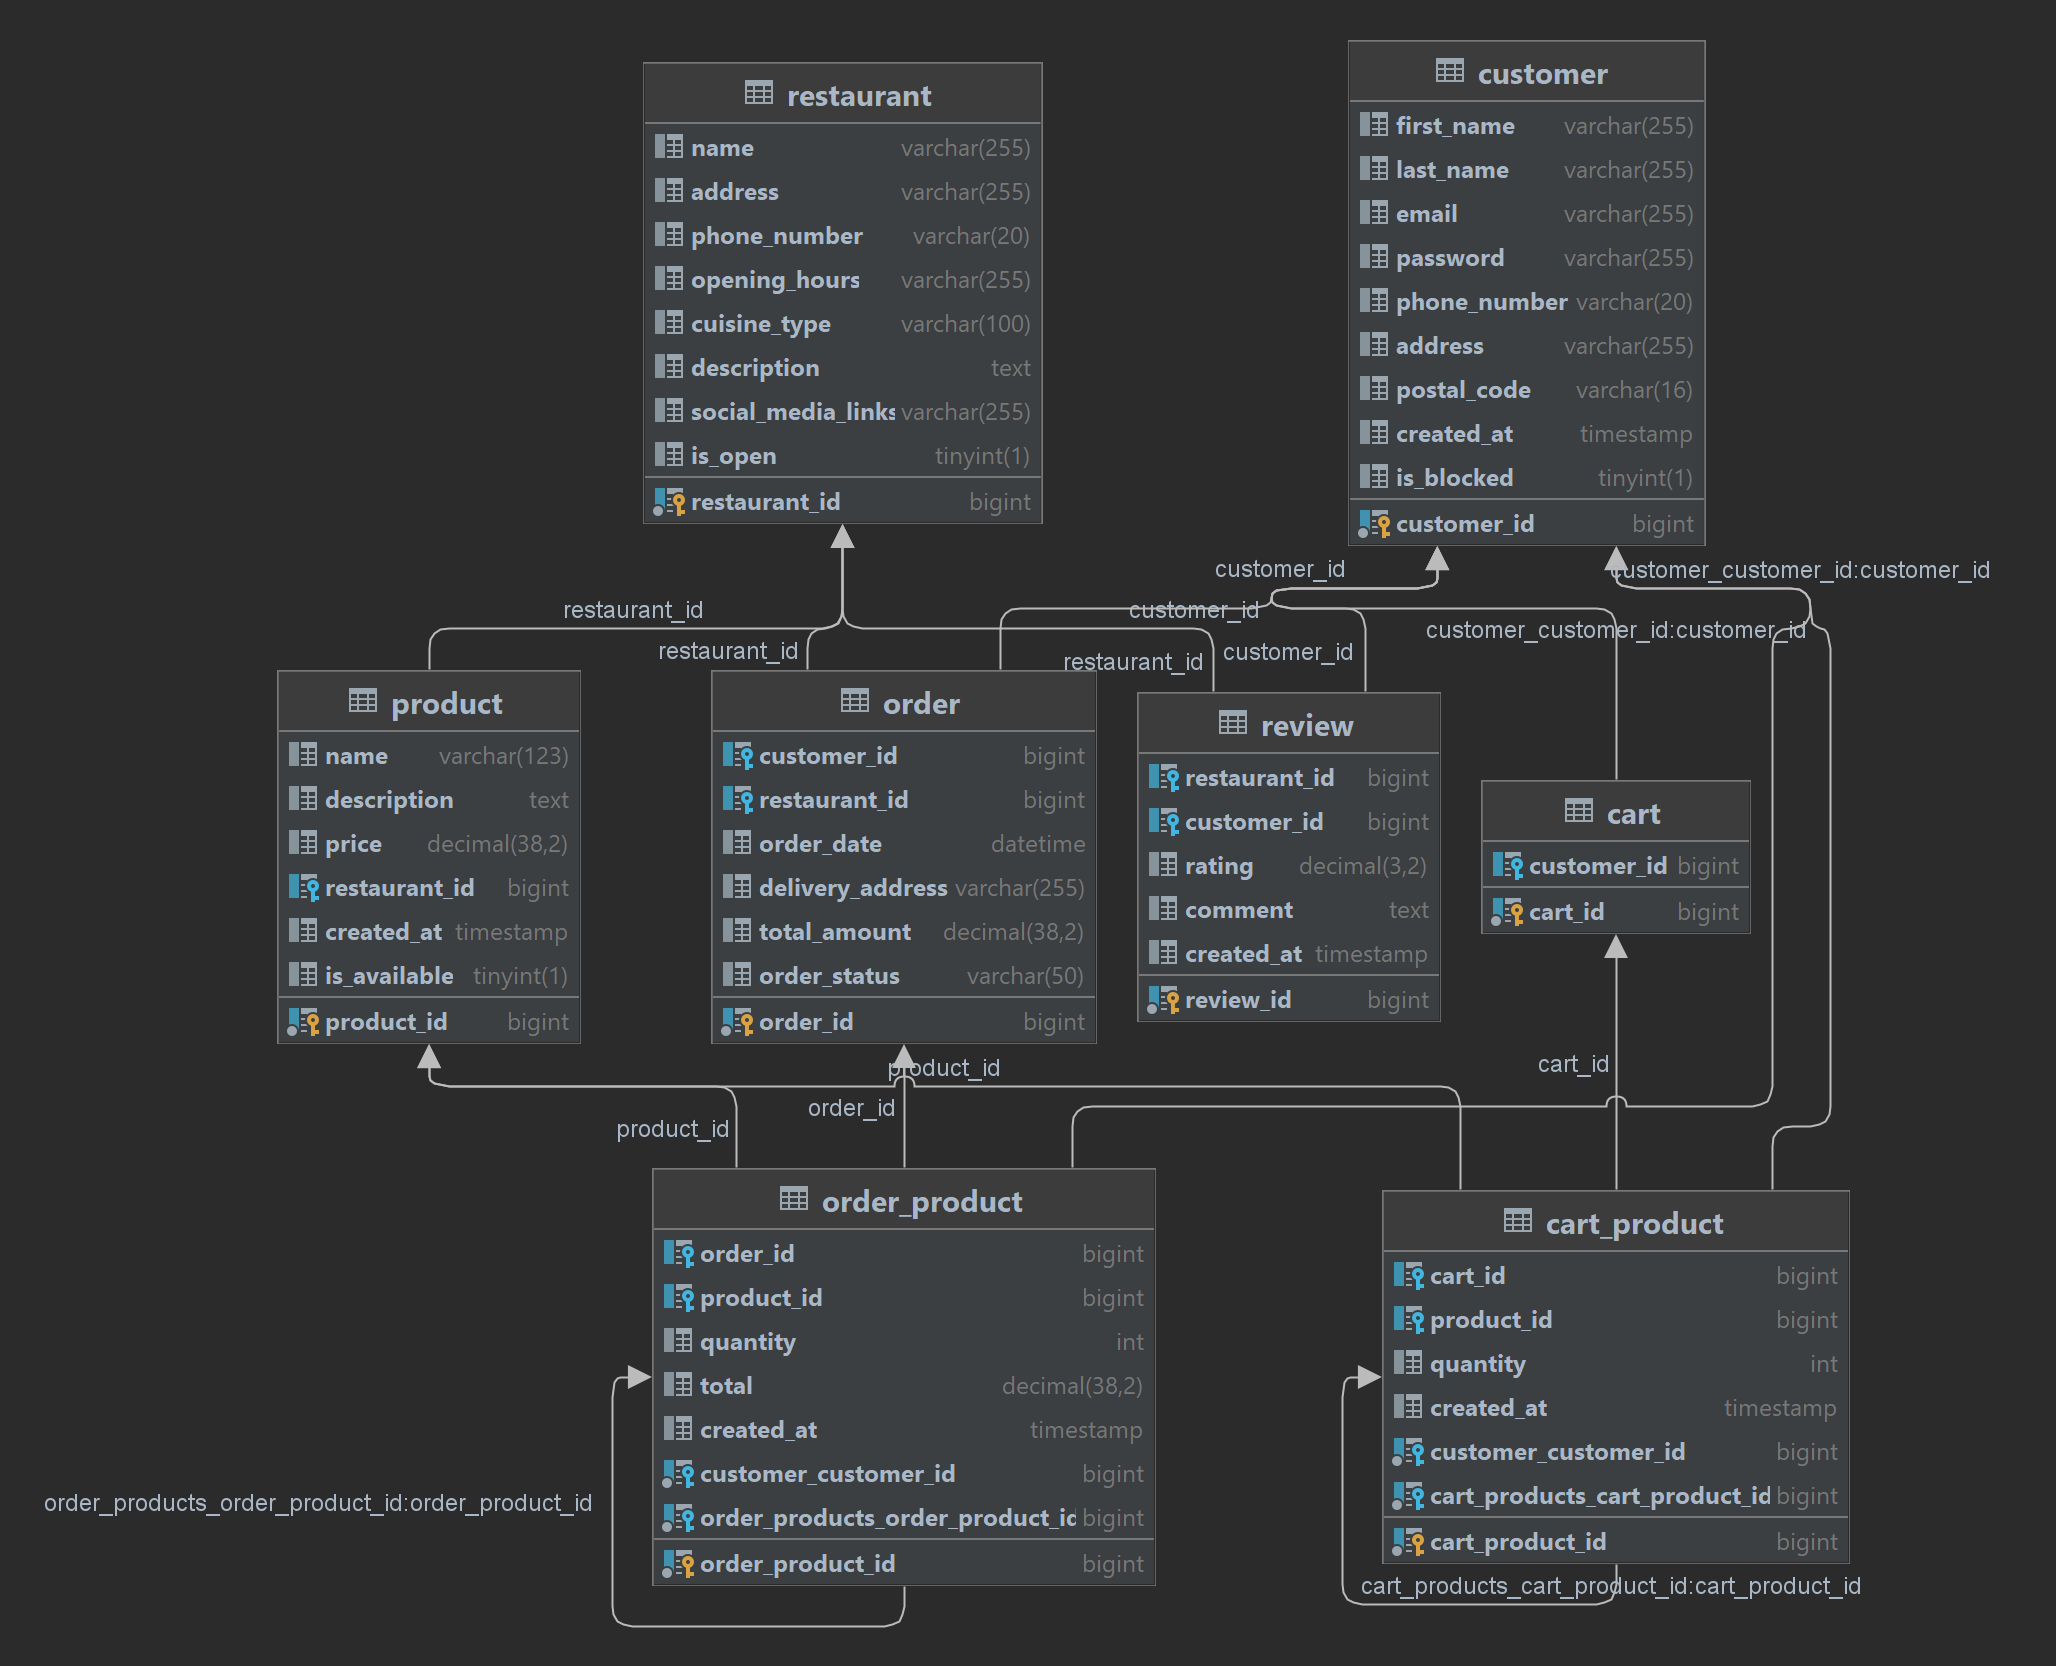 restaurant
name varchar(255)
address varchar(255)
phone_number varchar(20)
opening_hours varchar(255)
cuisine_type varchar(100)
description text
social_media_links varchar(255)
is_open tinyint(1)
restaurant_id bigint
customer
first_name varchar(255)
last_name varchar(255)
email varchar(255)
password varchar(255)
phone_number varchar(20)
address varchar(255)
postal_code varchar(16)
created_at timestamp
is_blocked tinyint(1)
customer_id bigint
customer_id
customer_customer_id:customer_id
restaurant_id
customer_id
customer_customer_id:customer_id
restaurant_id
restaurant_id
customer_id
product
name varchar(123)
description text
price decimal(38,2)
restaurant_id bigint
created_at timestamp
is_available tinyint(1)
product_id bigint
order
customer_id bigint
restaurant_id bigint
order_date datetime
delivery_address varchar(255)
total_amount decimal(38,2)
order_status varchar(50)
order_id bigint
review
restaurant_id bigint
customer_id bigint
rating decimal(3,2)
comment text
created_at timestamp
review_id bigint
cart
customer_id bigint
cart_id bigint
product_id
cart_id
order_id
product_id
order_product
order_id bigint
product_id bigint
quantity int
total decimal(38,2)
created_at timestamp
customer_customer_id bigint
order_products_order_product_id bigint
order_product_id bigint
order_products_order_product_id:order_product_id
cart_product
cart_id bigint
product_id bigint
quantity int
created_at timestamp
customer_customer_id bigint
cart_products_cart_product_id bigint
cart_product_id bigint
cart_products_cart_product_id:cart_product_id